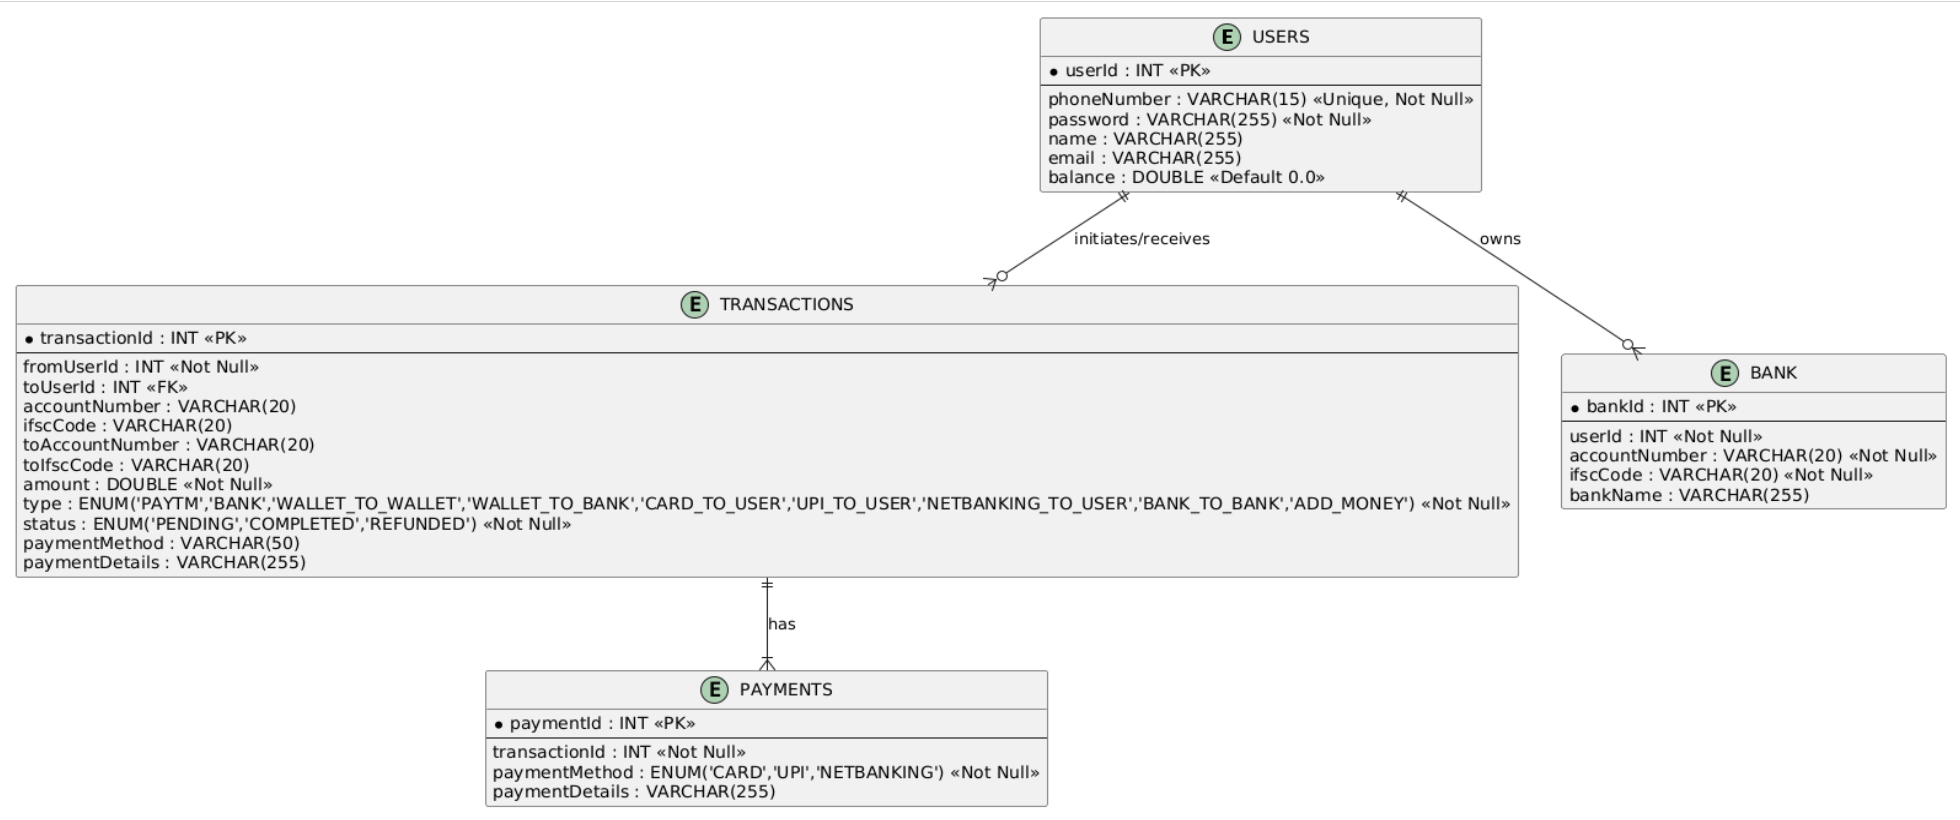 E USERS
userId : INT «PK»
phoneNumber : VARCHAR(15) «Unique, Not Null»
password : VARCHAR(255) «Not Null»
name : VARCHAR(255)
email : VARCHAR(255)
balance : DOUBLE «Default 0.0»
initiates/receives
owns
E TRANSACTIONS
transactionId : INT «PK»
fromUserId : INT «Not Null»
toUserId : INT «FK»
accountNumber : VARCHAR(20)
ifscCode : VARCHAR(20)
toAccountNumber : VARCHAR(20)
toIfscCode : VARCHAR(20)
amount : DOUBLE «Not Null»
type : ENUM('PAYTM','BANK','WALLET_TO_WALLET','WALLET_TO_BANK','CARD_TO_USER','UPI_TO_USER','NETBANKING_TO_USER','BANK_TO_BANK','ADD_MONEY') «Not Null»
status : ENUM('PENDING','COMPLETED','REFUNDED') «Not Null»
paymentMethod : VARCHAR(50)
paymentDetails : VARCHAR(255)
E BANK
bankId : INT «PK»
userId : INT «Not Null»
accountNumber : VARCHAR(20) «Not Null»
ifscCode : VARCHAR(20) «Not Null»
bankName : VARCHAR(255)
has
E PAYMENTS
paymentId : INT «PK»
transactionId : INT «Not Null»
paymentMethod : ENUM('CARD','UPI','NETBANKING') «Not Null»
paymentDetails : VARCHAR(255)